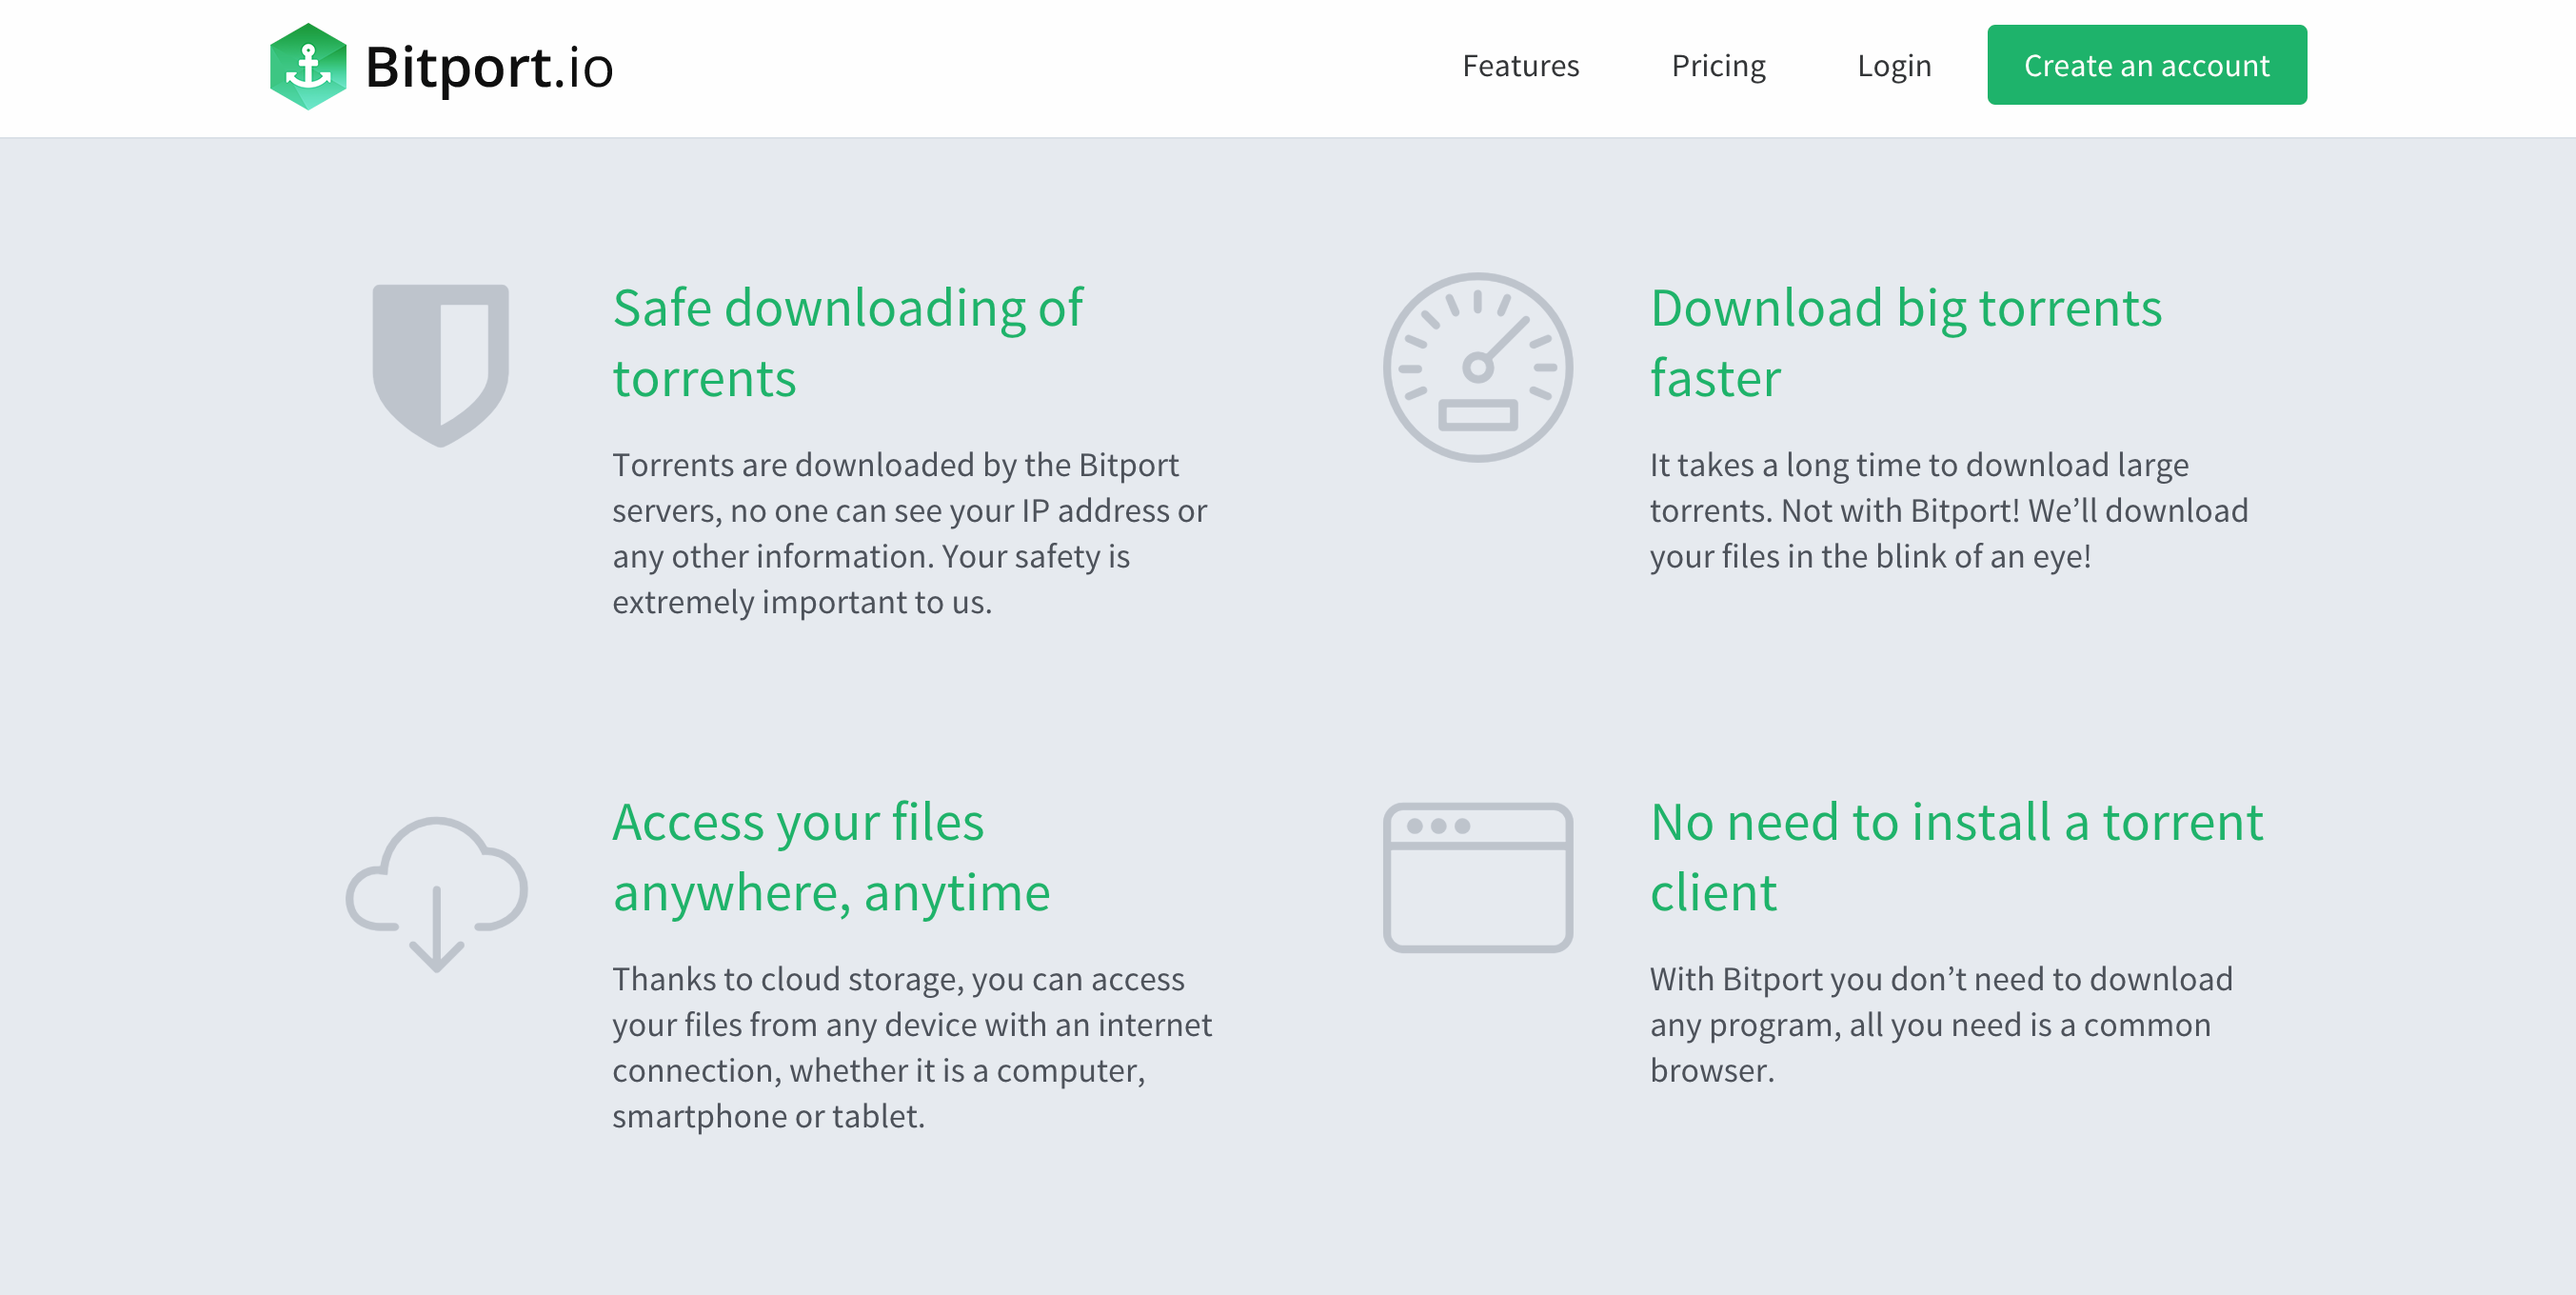 Bitport.io
Features
Pricing
Login
Create an account
Safe downloading of
torrents
Torrents are downloaded by the Bitport
servers, no one can see your IP address or
any other information. Your safety is
extremely important to us.
Download big torrents
faster
It takes a long time to download large
torrents. Not with Bitport! We’ll download
your files in the blink of an eye!
Access your files
anywhere, anytime
Thanks to cloud storage, you can access
your files from any device with an internet
connection, whether it is a computer,
smartphone or tablet.
No need to install a torrent
client
With Bitport you don’t need to download
any program, all you need is a common
browser.